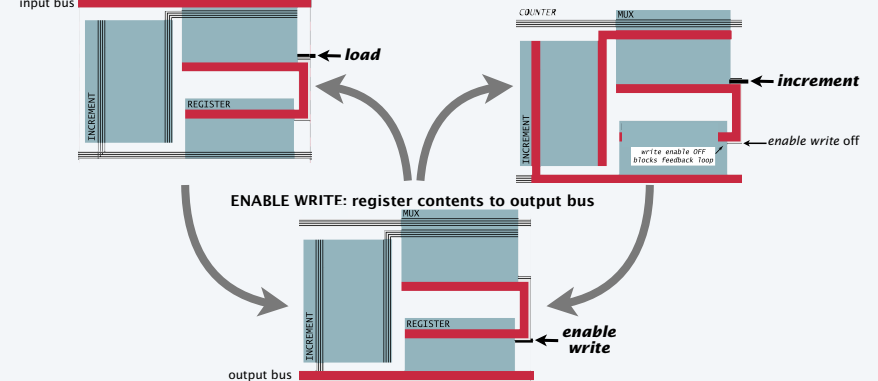 input bus
load
INCREMENT
REGISTER
COUNTER
MUX
increment
INCREMENT
enable write off
write enable OFF
blocks feedback loop
ENABLE WRITE: register contents to output bus
MUX
INCREMENT
REGISTER
enable
write
output bus